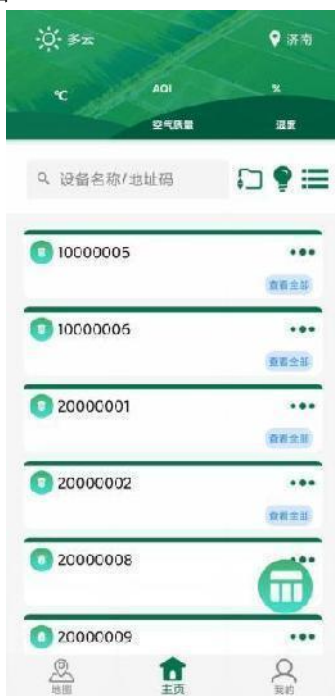 多云
济南
℃
AQI
%
空气质量
湿度
设备名称/地址码
10000005
查看全部
10000006
查看全部
20000001
查看全部
20000002
查看全部
20000008
20000009
地图
主页
我的